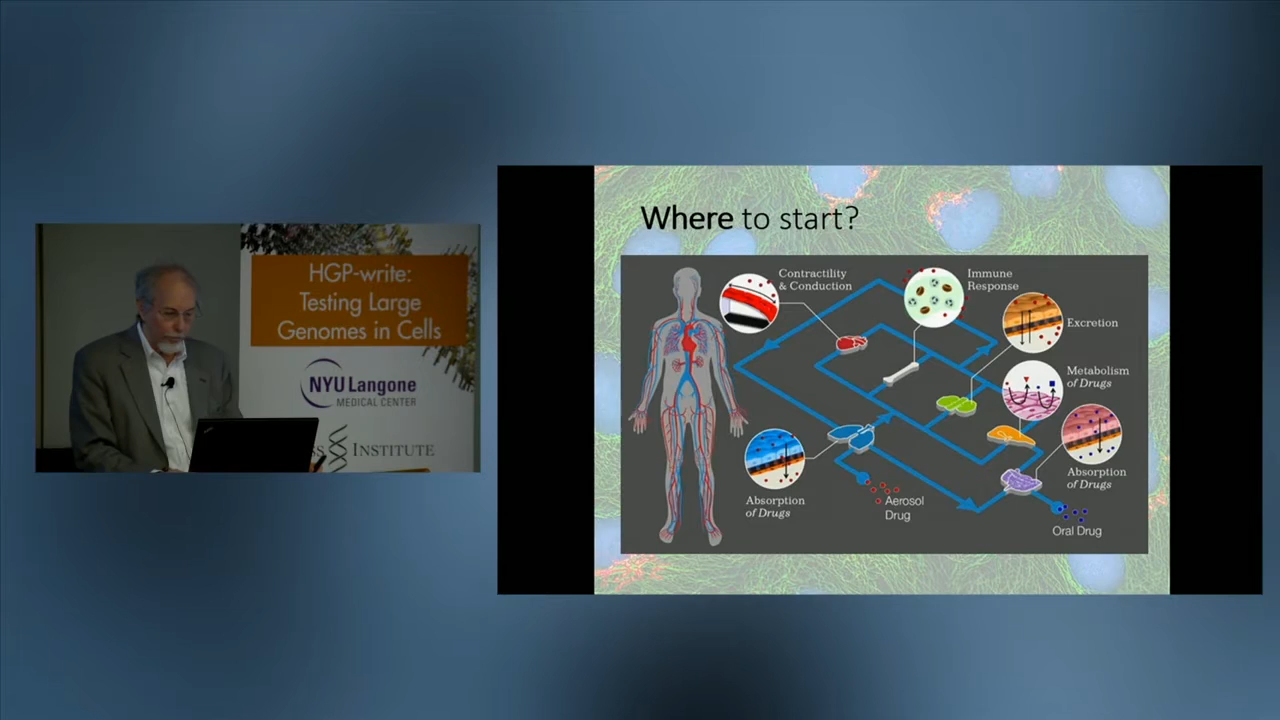 HGP-write:
Testing Large
Genomes in Cells
NYU Langone
MEDICAL CENTER
INSTITUTE
Where to start?
Contractility
& Conduction
Immune
Response
Excretion
Metabolism
of Drugs
Absorption
of Drugs
Absorption
of Drugs
Aerosol
Drug
Oral Drug